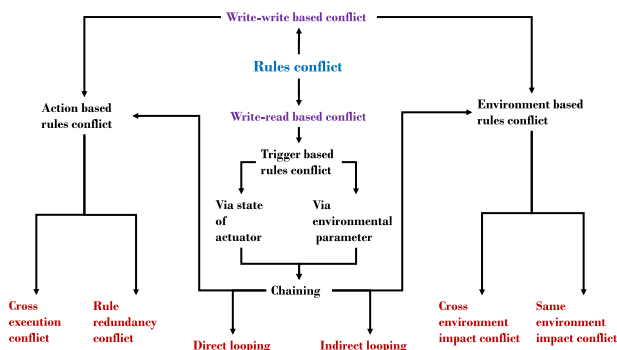 Write-write based conflict
Rules conflict
Action based
rules conflict
Environment based
rules conflict
Write-read based conflict
Trigger based
rules conflict
Via state
of
actuator
Via
environmental
parameter
Chaining
Cross
execution
conflict
Rule
redundancy
conflict
Direct looping
Indirect looping
Cross
environment
impact conflict
Same
environment
impact conflict